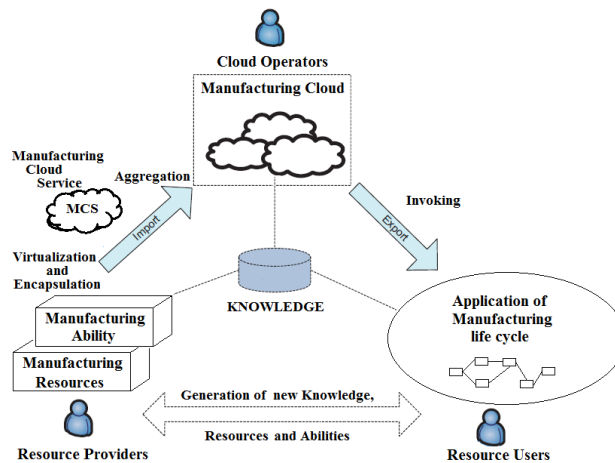 Cloud Operators
Manufacturing Cloud
Manufacturing
Cloud
Service
MCS
Aggregation
Import
Virtualization
and
Encapsulation
Invoking
Export
KNOWLEDGE
Manufacturing
Ability
Manufacturing
Resources
Application of
Manufacturing
life cycle
Generation of new Knowledge,
Resources and Abilities
Resource Providers
Resource Users